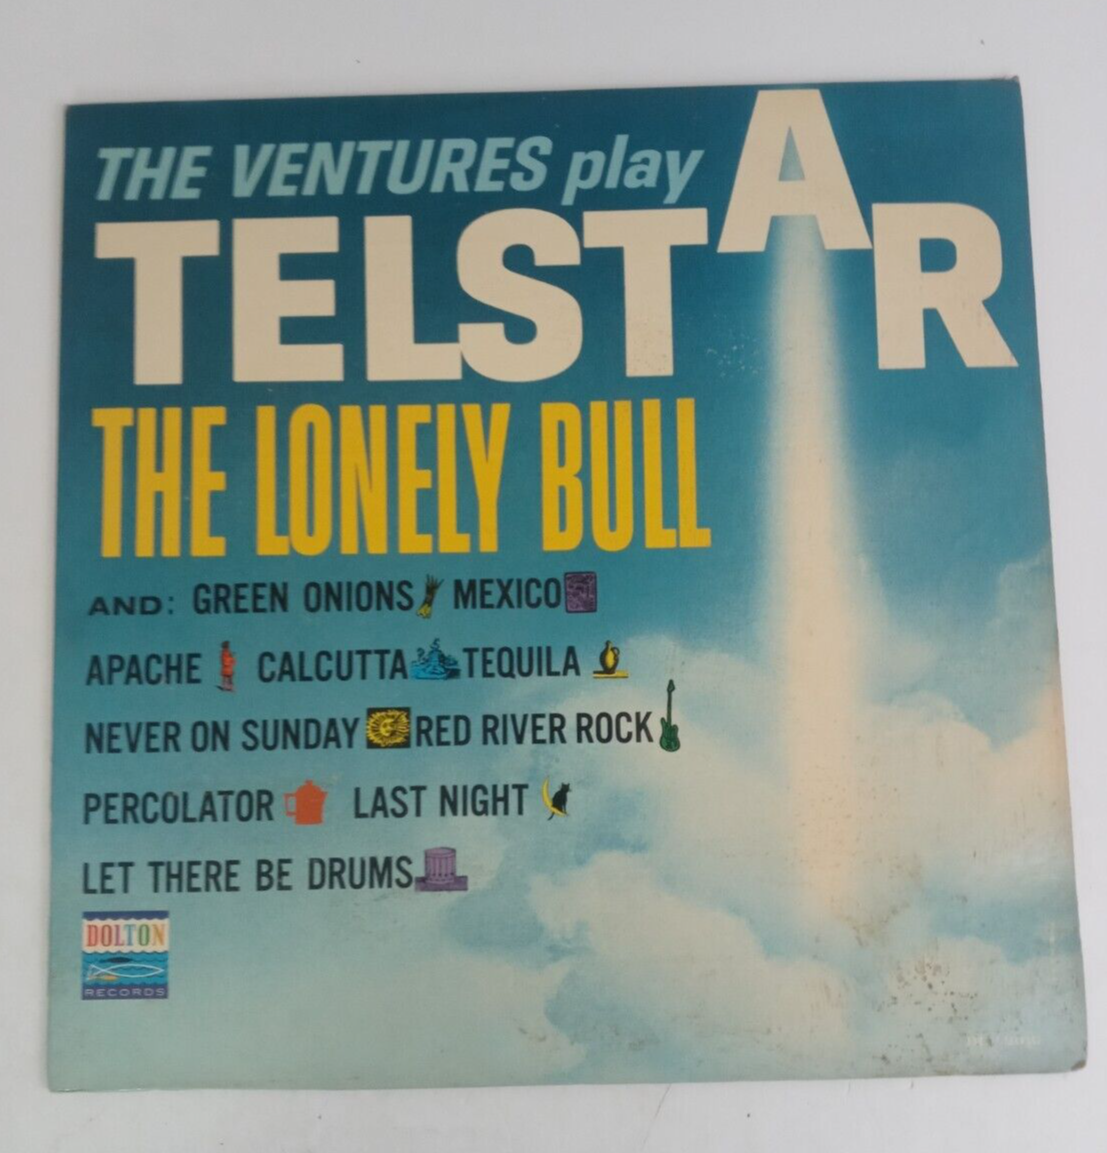 THE VENTURES play
TELSTAR
THE LONELY BULL
AND: GREEN ONIONS MEXICO
APACHE CALCUTTA TEQUILA
NEVER ON SUNDAY RED RIVER ROCK
PERCOLATOR LAST NIGHT
LET THERE BE DRUMS
DOLTON
RECORDS